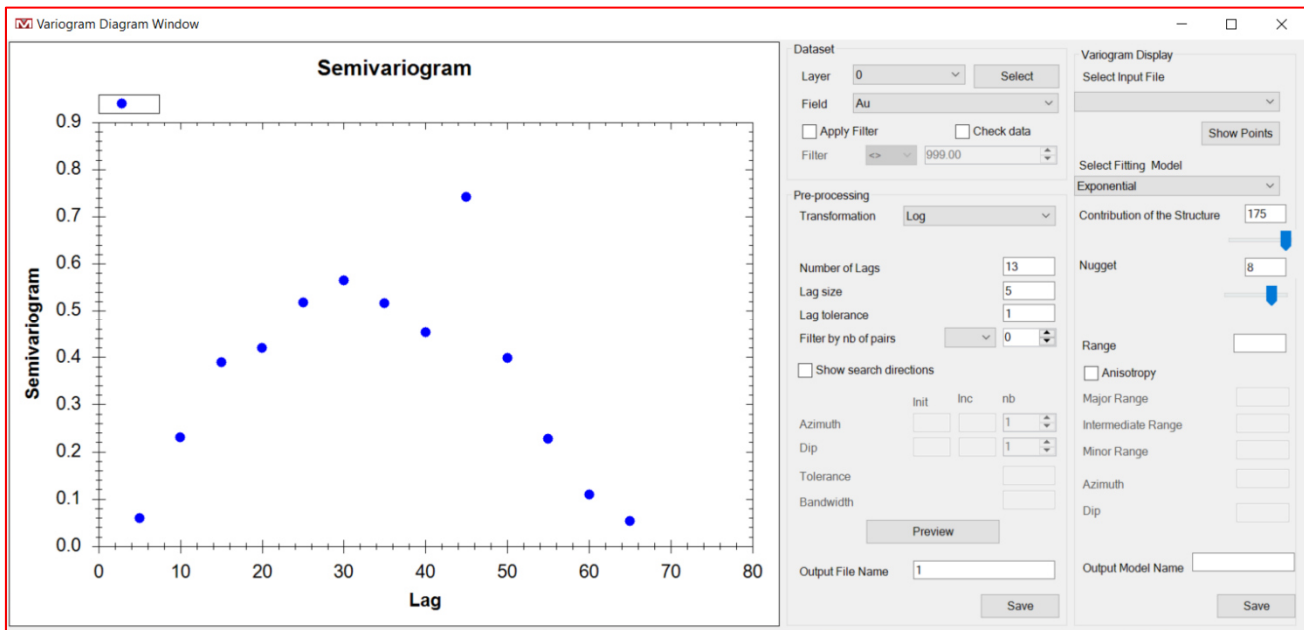 Variogram Diagram Window
Semivariogram
0.9
0.8
0.7
0.6
0.5
0.4
0.3
0.2
0.1
0.0
Semivariogram
0 10 20 30 40 50 60 70 80
Lag
Dataset
Layer 0 Select
Field Au
Apply Filter Check data
Filter <> 999.00
Pre-processing
Transformation Log
Number of Lags 13
Lag size 5
Lag tolerance 1
Filter by nb of pairs 0
Show search directions
Init Inc nb
Azimuth 1
Dip 1
Tolerance
Bandwidth
Preview
Output File Name 1
Save
Variogram Display
Select Input File
Show Points
Select Fitting Model
Exponential
Contribution of the Structure 175
Nugget 8
Range
Anisotropy
Major Range
Intermediate Range
Minor Range
Azimuth
Dip
Output Model Name
Save